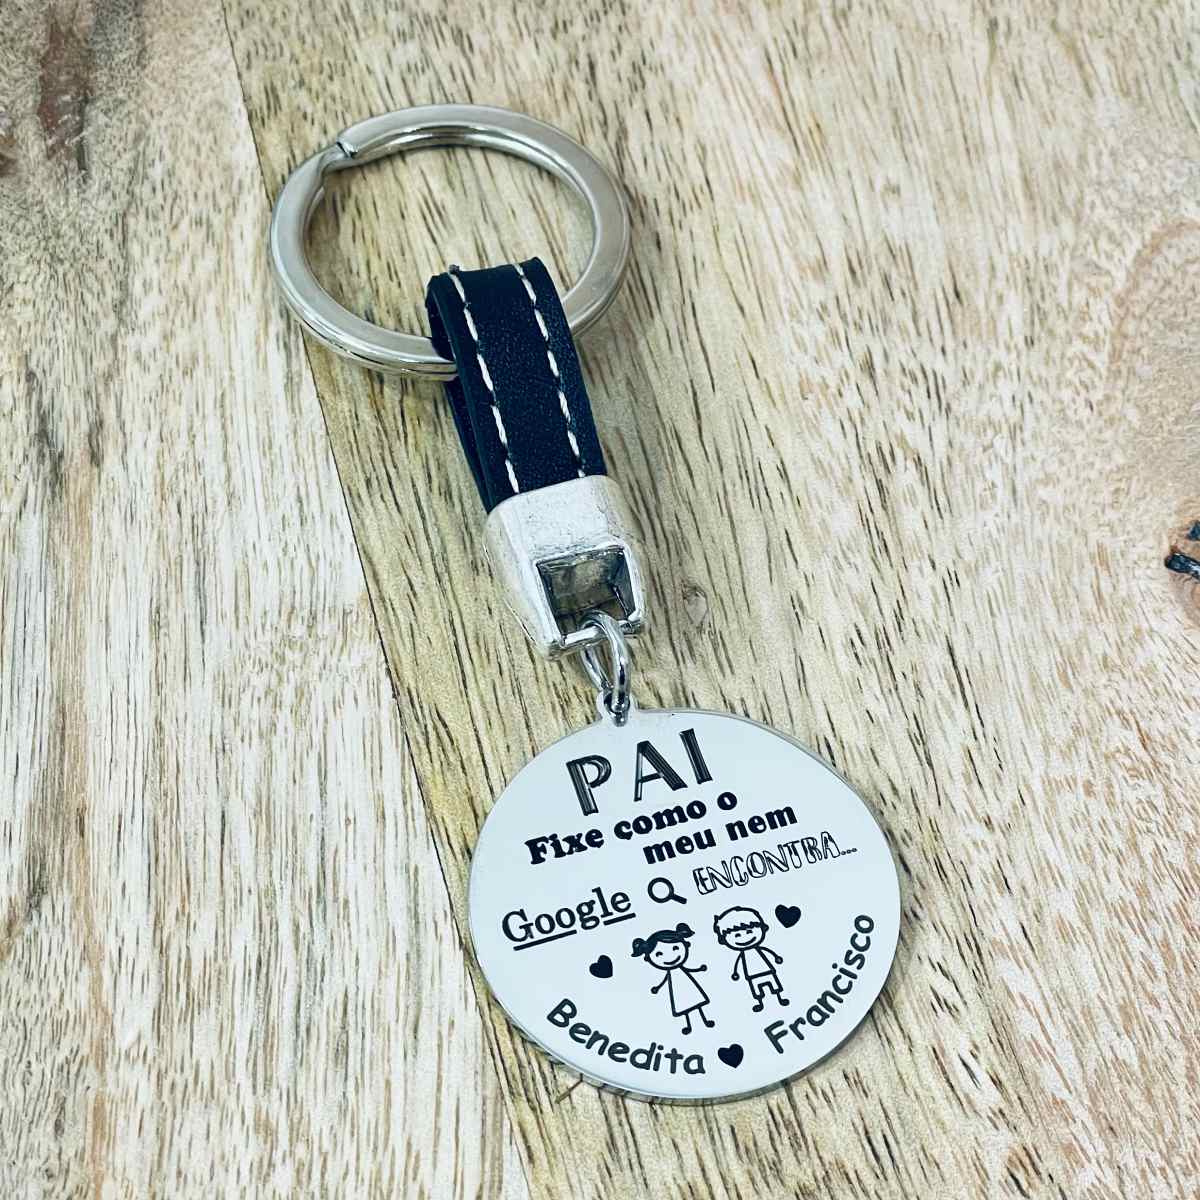 PAI
Fixe como o
meu nem
Google ENCONTRA...
Benedita Francisco